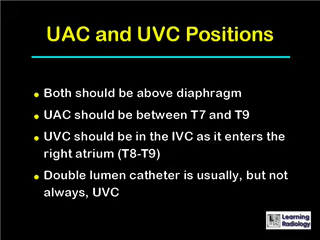 UAC and UVC Positions
Both should be above diaphragm
UAC should be between T7 and T9
UVC should be in the IVC as it enters the
right atrium (T8-T9)
Double lumen catheter is usually, but not
always, UVC
Learning
Radiology